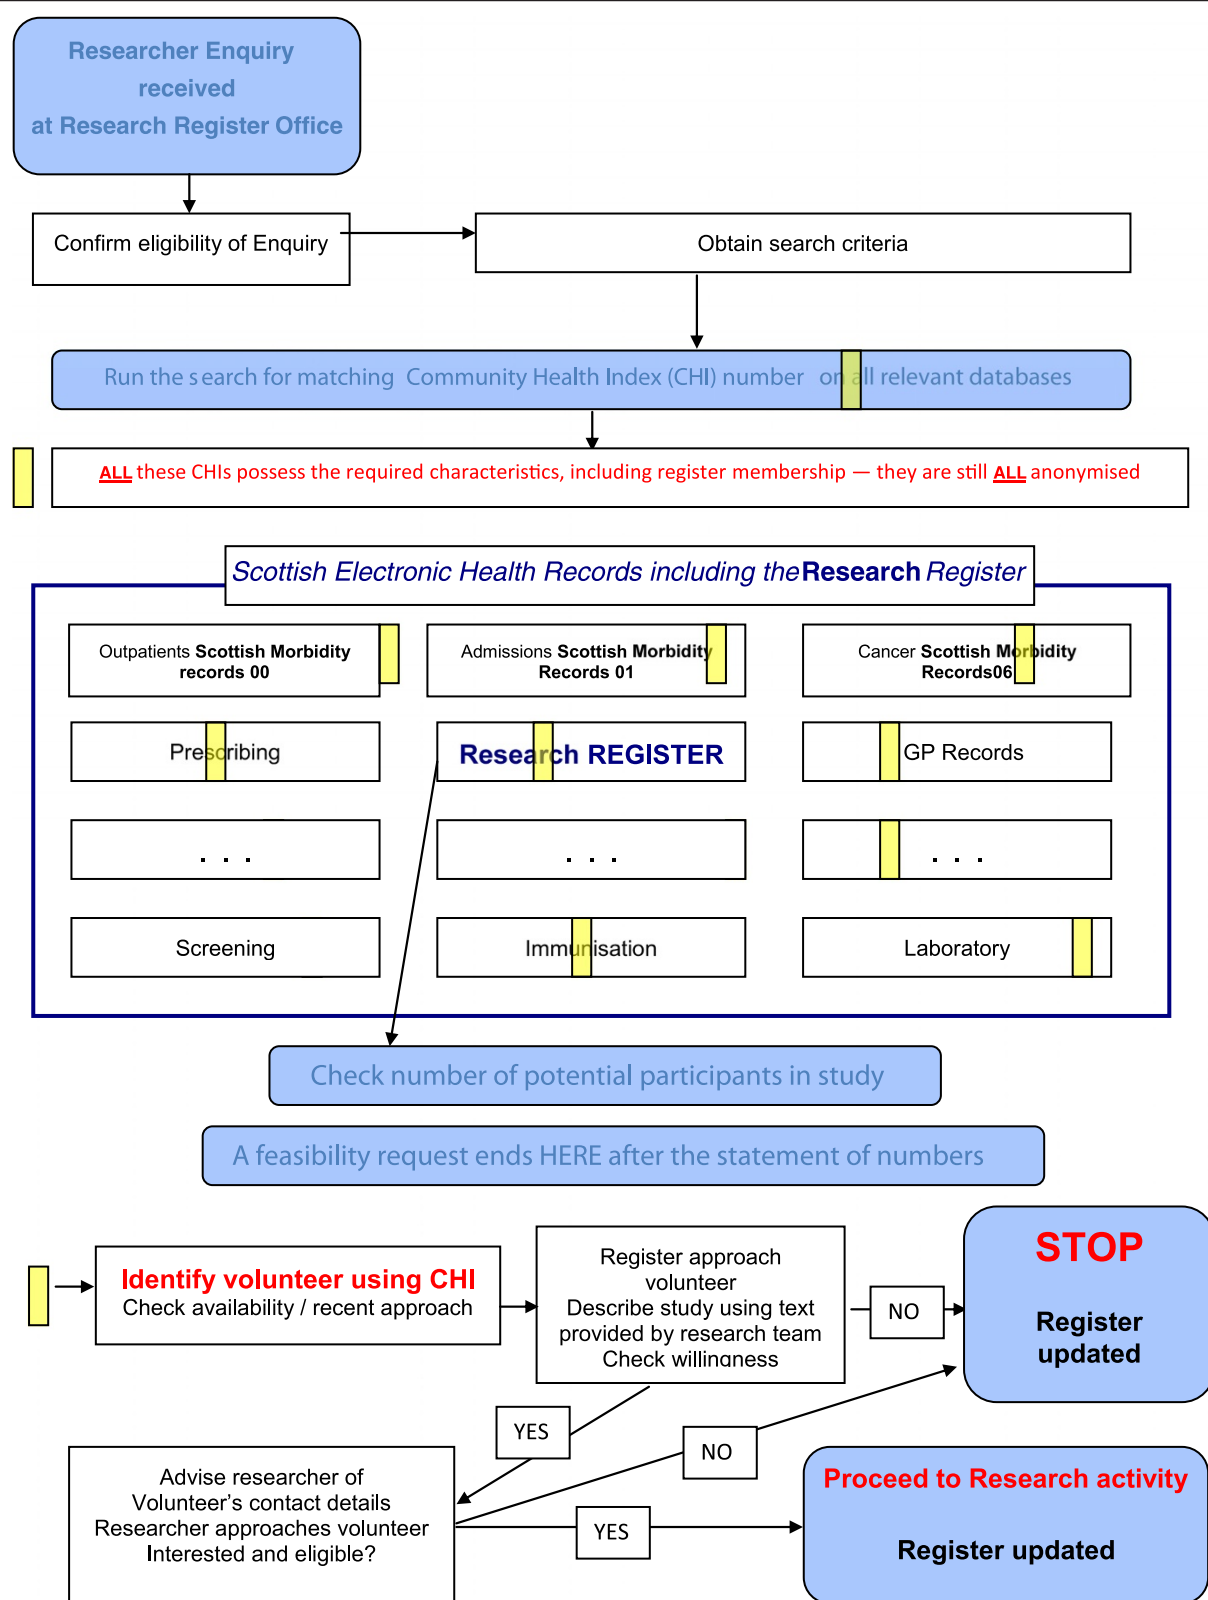 Researcher Enquiry
received
at Research Register Office
Confirm eligibility of Enquiry
Obtain search criteria
Run the search for matching Community Health Index (CHI) number on all relevant databases
ALL these CHIs possess the required characteristics, including register membership — they are still ALL anonymised
Scottish Electronic Health Records including the Research Register
Outpatients Scottish Morbidity
records 00
Admissions Scottish Morbidity
Records 01
Cancer Scottish Morbidity
Records06
Prescribing
Research REGISTER
GP Records
. . .
. . .
. . .
Screening
Immunisation
Laboratory
Check number of potential participants in study
A feasibility request ends HERE after the statement of numbers
Identify volunteer using CHI
Check availability / recent approach
Register approach
volunteer
Describe study using text
provided by research team
Check willingness
NO
STOP
Register
updated
YES
NO
Advise researcher of
Volunteer's contact details
Researcher approaches volunteer
Interested and eligible?
YES
Proceed to Research activity
Register updated